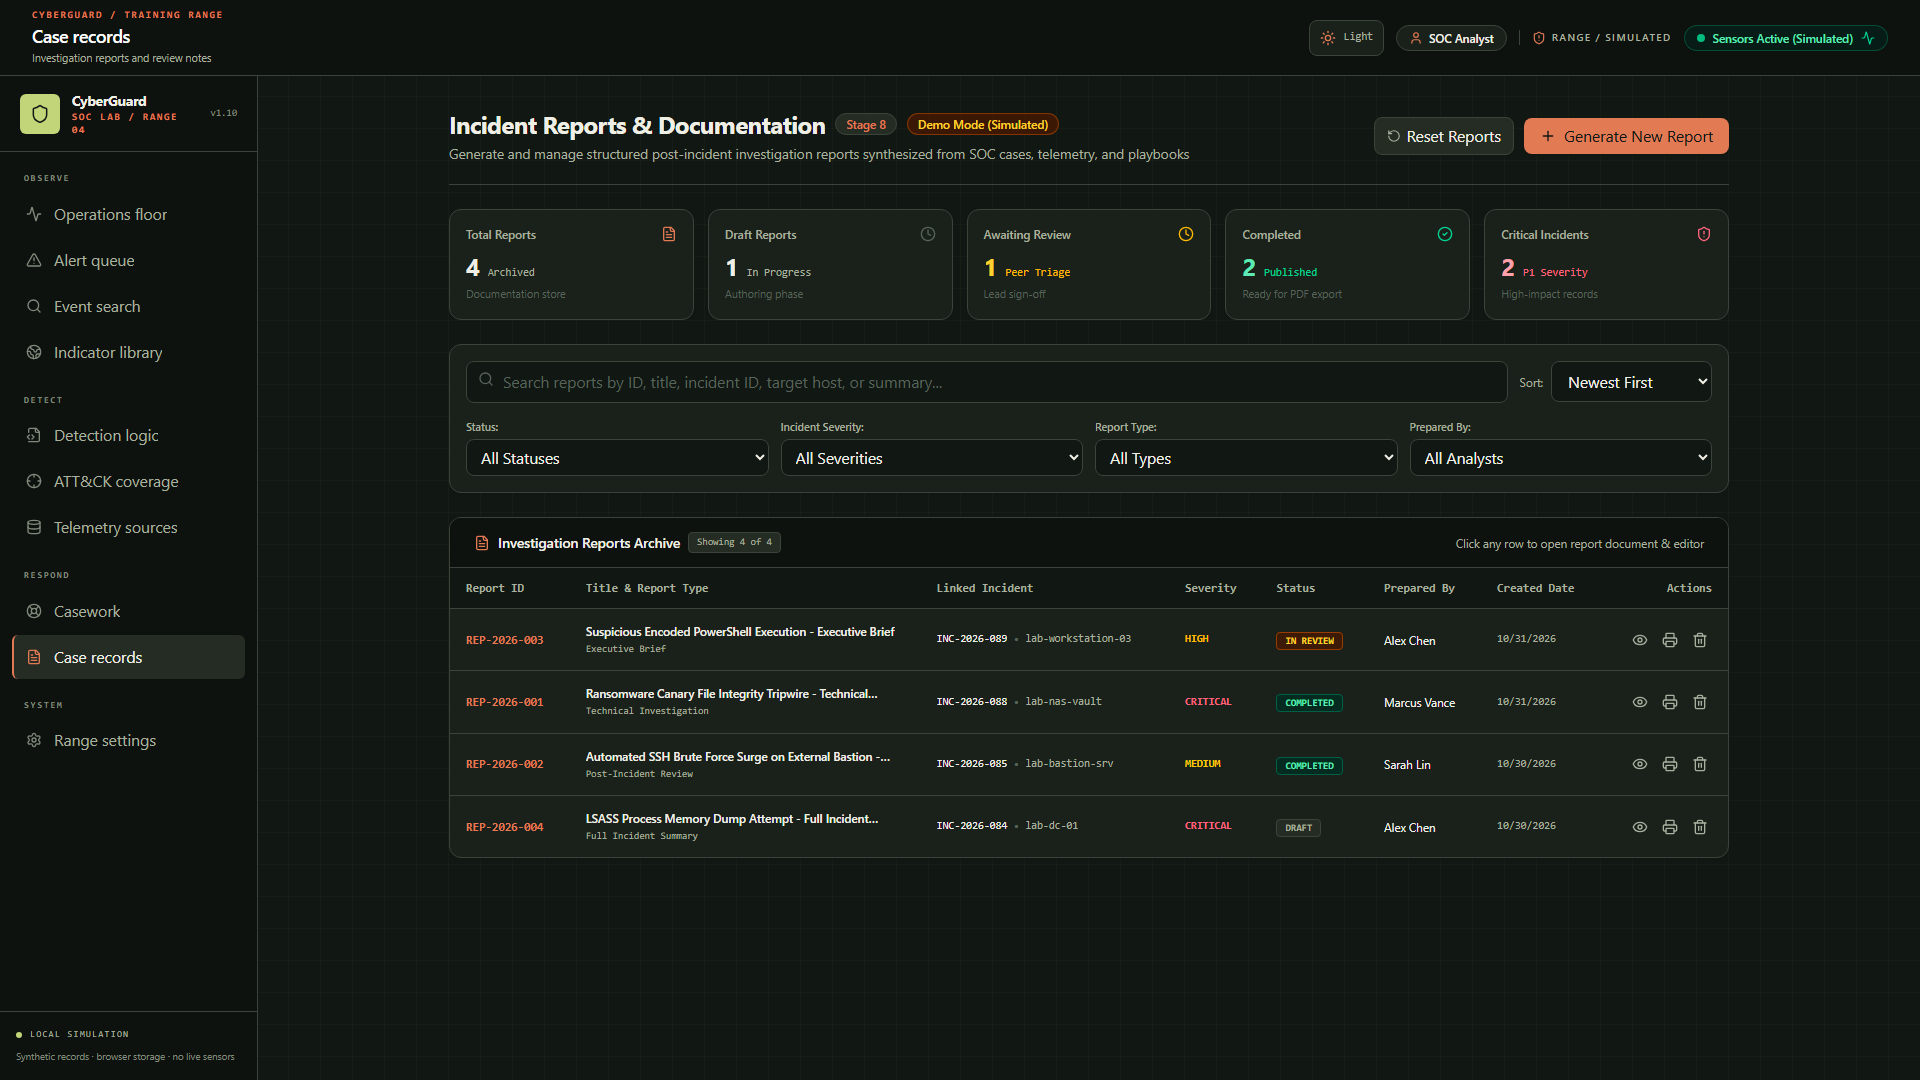 CYBERGUARD / TRAINING RANGE
Case records
Investigation reports and review notes
Light
SOC Analyst
RANGE / SIMULATED
Sensors Active (Simulated)
CyberGuard
SOC LAB / RANGE 04
v1.10
OBSERVE
Operations floor
Alert queue
Event search
Indicator library
DETECT
Detection logic
ATT&CK coverage
Telemetry sources
RESPOND
Casework
Case records
SYSTEM
Range settings
LOCAL SIMULATION
Synthetic records · browser storage · no live sensors
Incident Reports & Documentation
Stage 8
Demo Mode (Simulated)
Generate and manage structured post-incident investigation reports synthesized from SOC cases, telemetry, and playbooks
Reset Reports
Generate New Report
Total Reports
4 Archived
Documentation store
Draft Reports
1 In Progress
Authoring phase
Awaiting Review
1 Peer Triage
Lead sign-off
Completed
2 Published
Ready for PDF export
Critical Incidents
2 P1 Severity
High-impact records
Search reports by ID, title, incident ID, target host, or summary...
Sort: Newest First
Status: Incident Severity: Report Type: Prepared By:
All Statuses All Severities All Types All Analysts
Investigation Reports Archive Showing 4 of 4 Click any row to open report document & editor
Report ID Title & Report Type Linked Incident Severity Status Prepared By Created Date Actions
REP-2026-003 Suspicious Encoded PowerShell Execution - Executive Brief INC-2026-089 • lab-workstation-03 HIGH IN REVIEW Alex Chen 10/31/2026
Executive Brief
REP-2026-001 Ransomware Canary File Integrity Tripwire - Technical... INC-2026-088 • lab-nas-vault CRITICAL COMPLETED Marcus Vance 10/31/2026
Technical Investigation
REP-2026-002 Automated SSH Brute Force Surge on External Bastion -... INC-2026-085 • lab-bastion-srv MEDIUM COMPLETED Sarah Lin 10/30/2026
Post-Incident Review
REP-2026-004 LSASS Process Memory Dump Attempt - Full Incident... INC-2026-084 • lab-dc-01 CRITICAL DRAFT Alex Chen 10/30/2026
Full Incident Summary